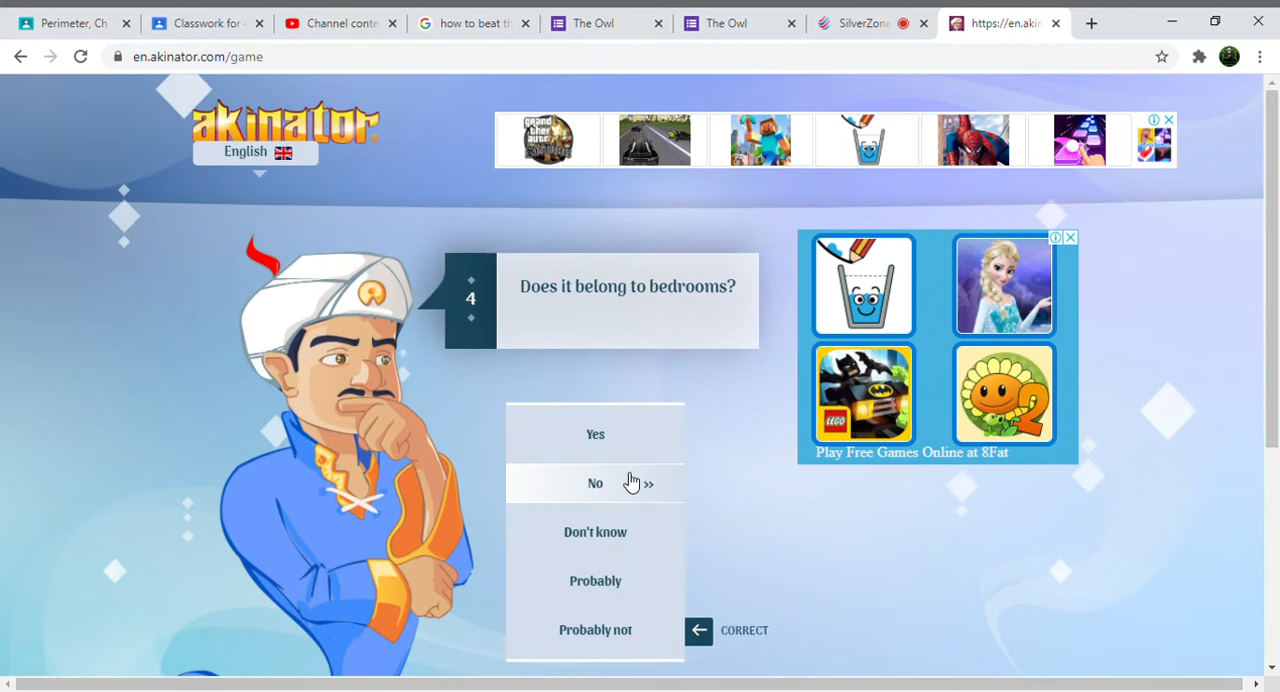 Perimeter, Ch
Classwork for
Channel conte
how to beat th
The Owl
The Owl
SilverZone
https://en.akin
en.akinator.com/game
akinator
English
4
Does it belong to bedrooms?
Yes
No »
Don't know
Probably
Probably not
CORRECT
LEGO
2
Play Free Games Online at 8Fat